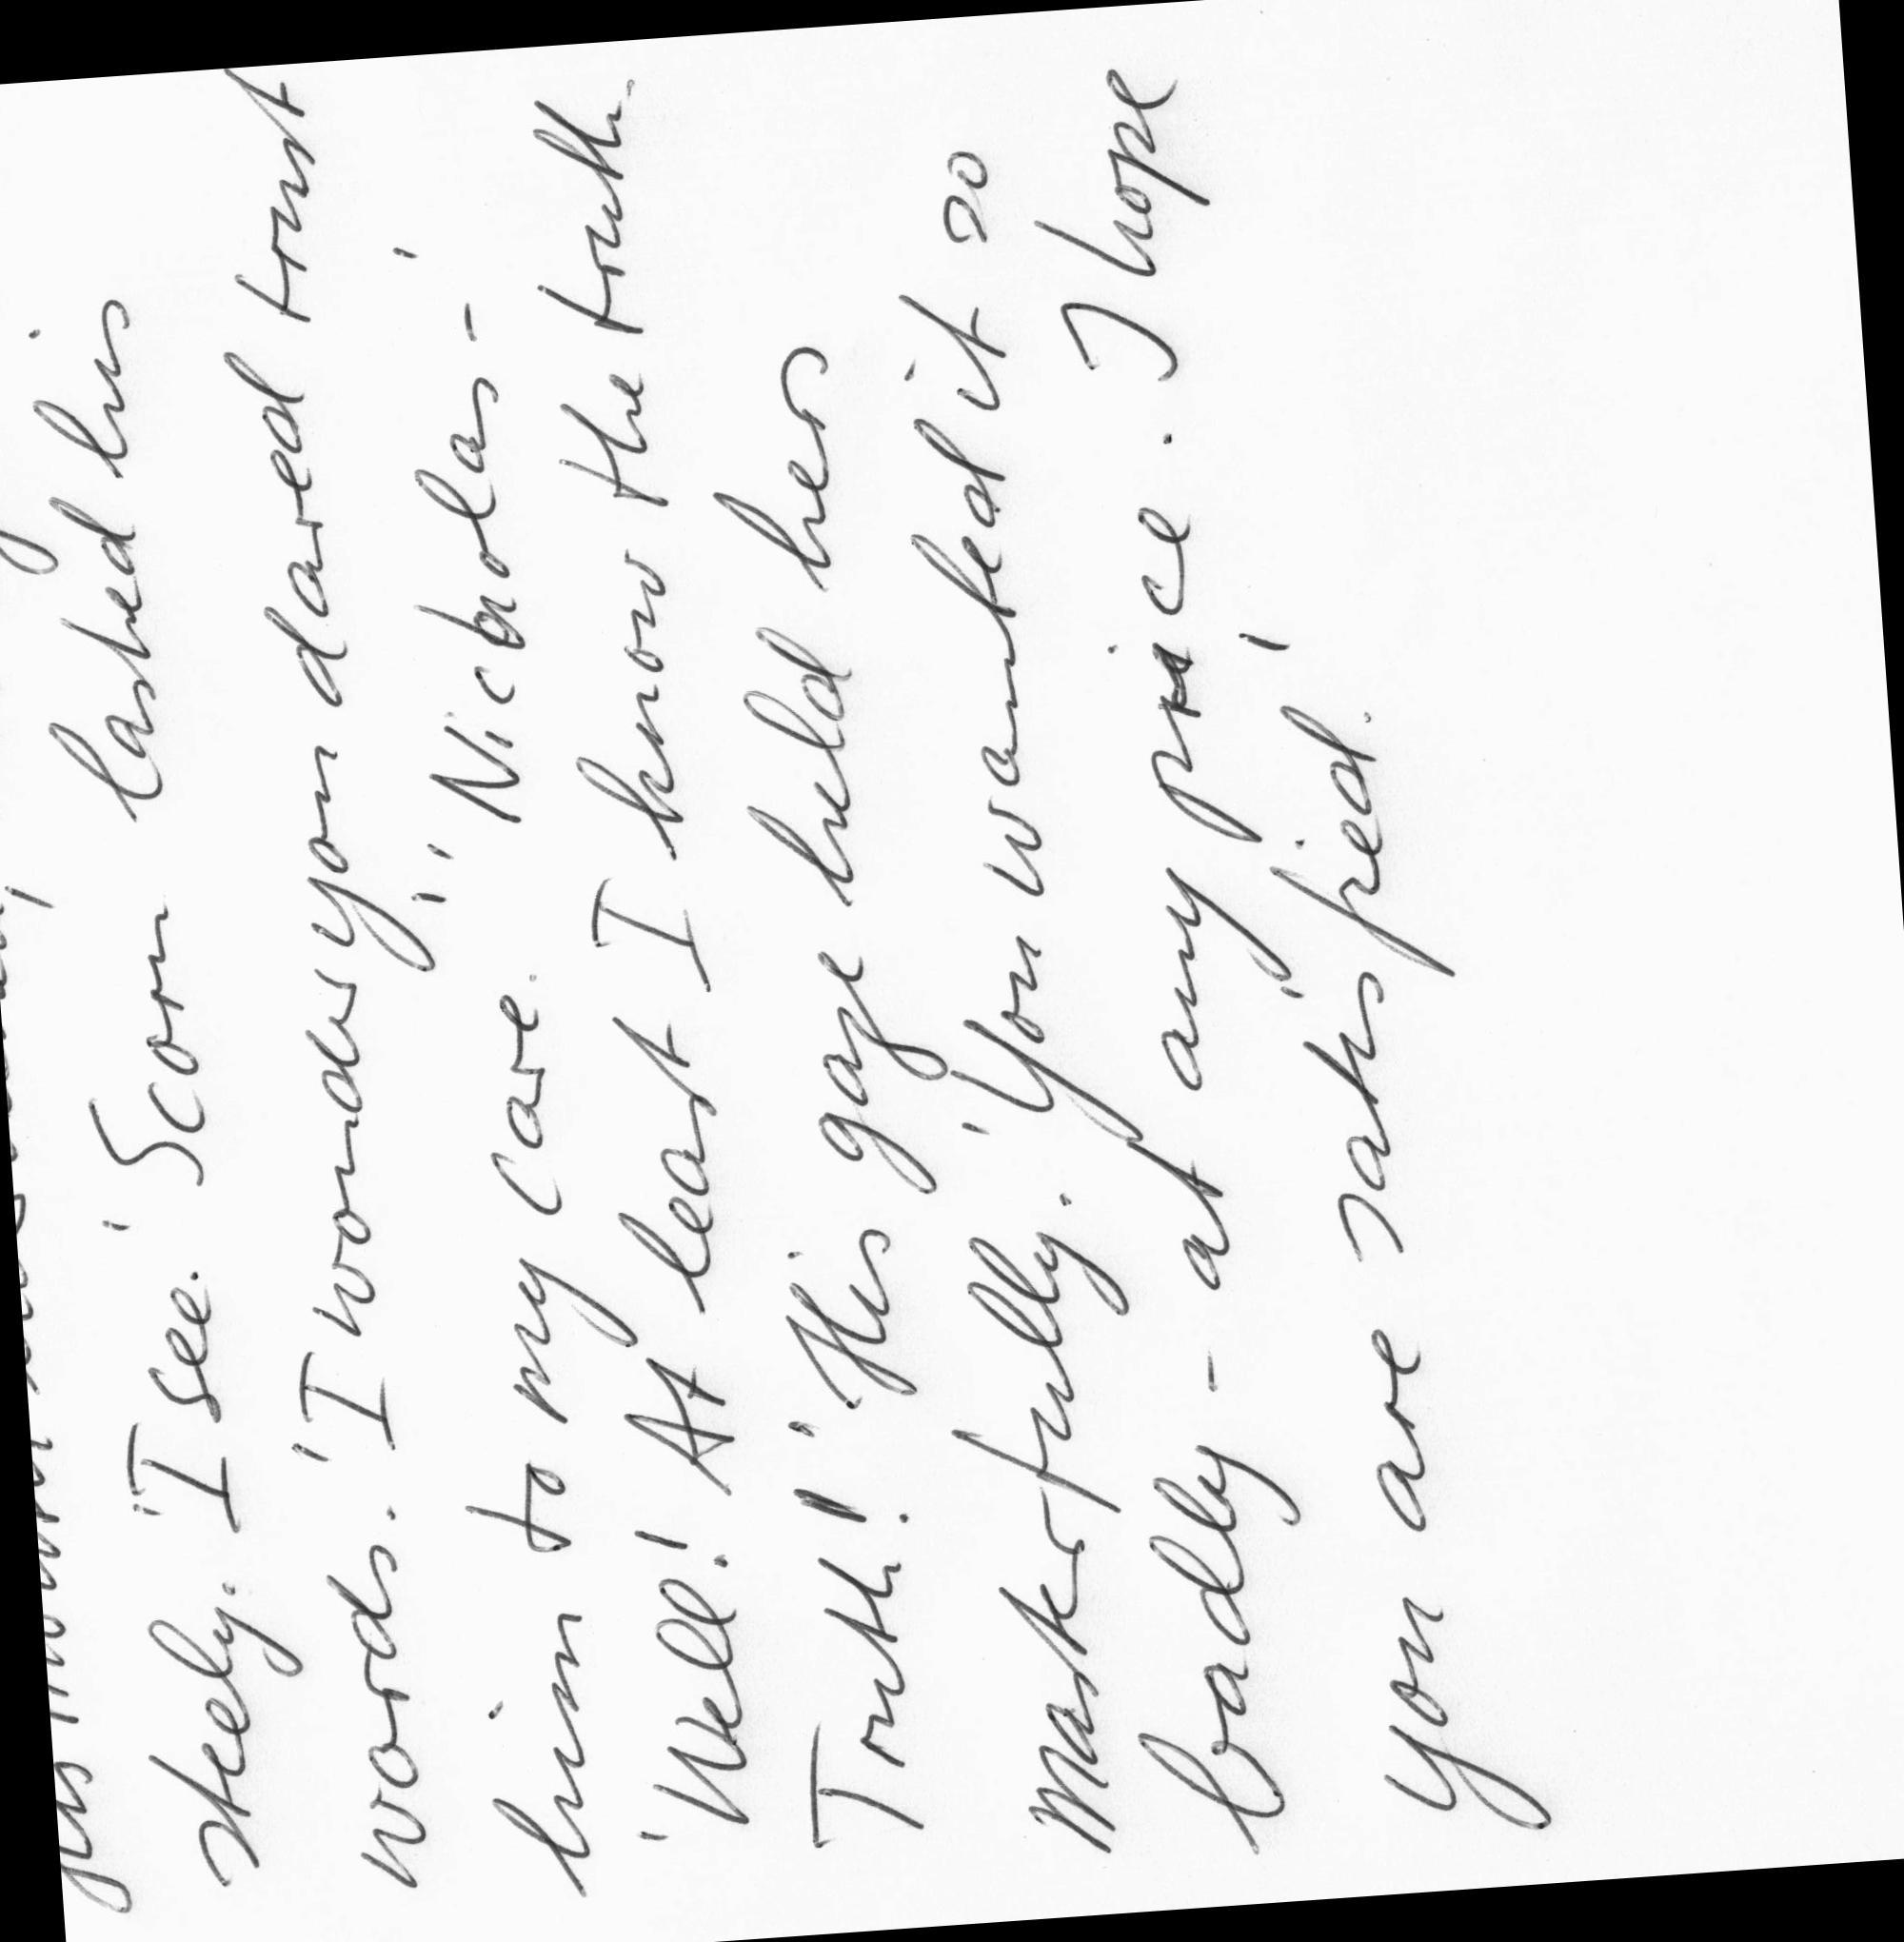 steely. 'I see.' Scorn lashed his
words. 'I wonder you dared trust
him to my care.' 'Nicholas -'
'Well! At least I know the truth.
Truth!' His gaze held hers
masterfully. 'You wanted it so
badly - at any price. I hope
you are satisfied.'